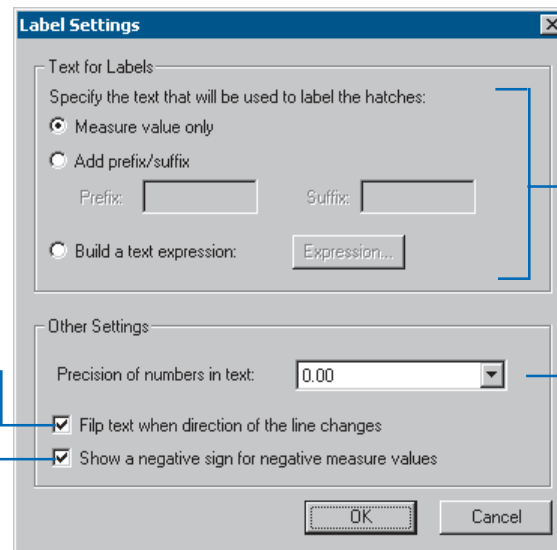 Label Settings
Text for Labels
Specify the text that will be used to label the hatches:
Measure value only
Add prefix/suffix
Prefix: Suffix:
Build a text expression: Expression...
Other Settings
Precision of numbers in text: 0.00
Filp text when direction of the line changes
Show a negative sign for negative measure values
OK Cancel